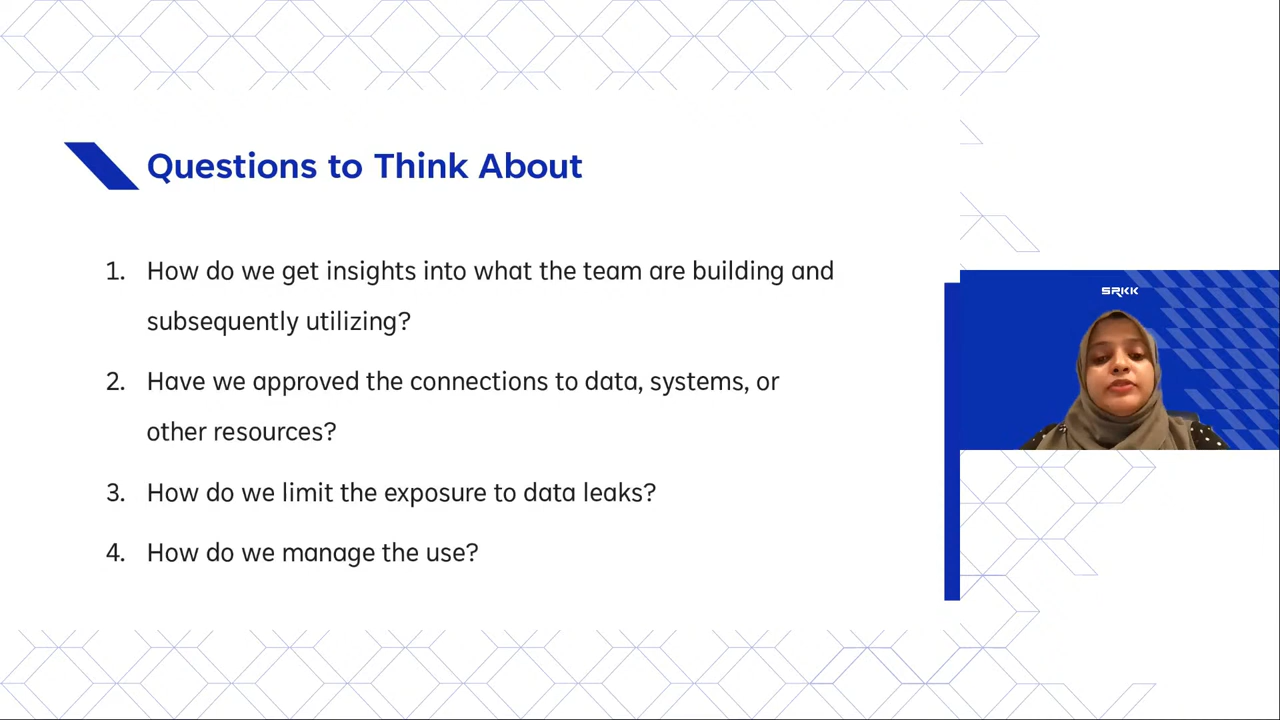 Questions to Think About
1. How do we get insights into what the team are building and
subsequently utilizing?
2. Have we approved the connections to data, systems, or
other resources?
3. How do we limit the exposure to data leaks?
4. How do we manage the use?
SRKK